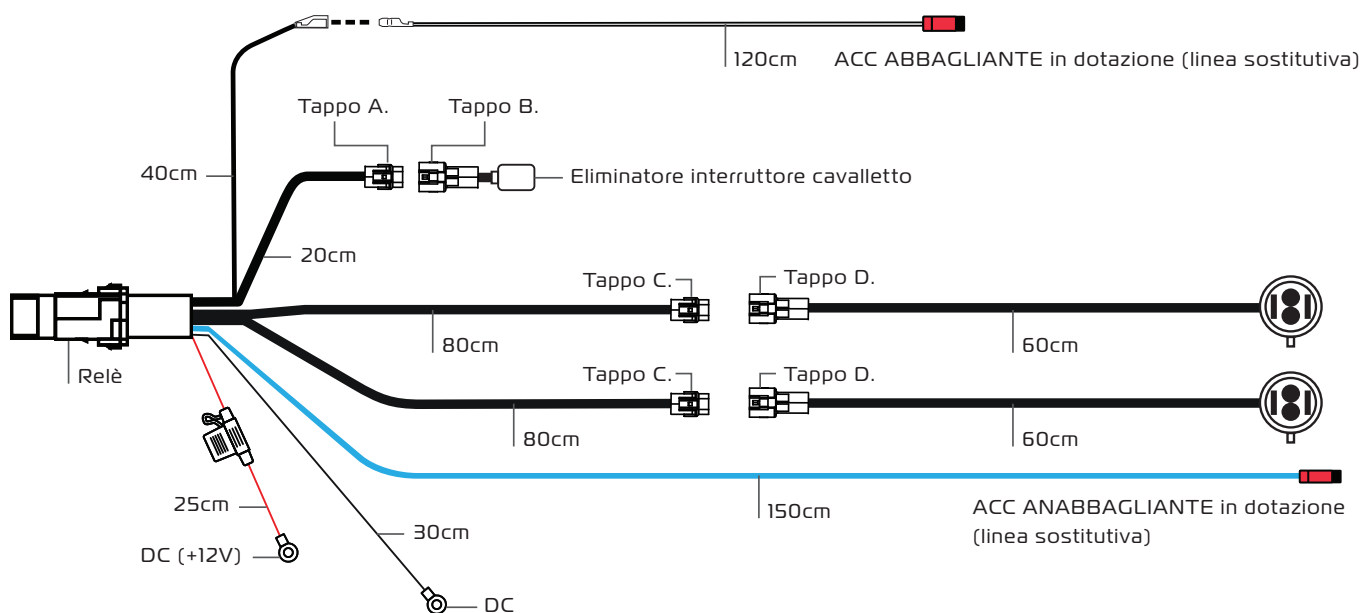 120cm
ACC ABBAGLIANTE in dotazione (linea sostitutiva)
Tappo A.
Tappo B.
40cm
Eliminatore interruttore cavalletto
20cm
Tappo C.
Tappo D.
80cm
60cm
Relè
Tappo C.
Tappo D.
80cm
60cm
25cm
150cm
ACC ANABBAGLIANTE in dotazione
(linea sostitutiva)
30cm
DC (+12V)
DC